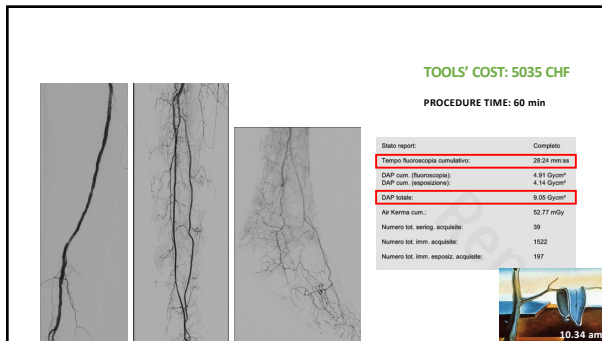 TOOLS' COST: 5035 CHF
PROCEDURE TIME: 60 min
Stato report: Completo
Tempo fluoroscopia cumulativo: 28:24 mm:ss
DAP cum. (fluoroscopia): 4.91 Gycm²
DAP cum. (esposizione): 4.14 Gycm²
DAP totale: 9.05 Gycm²
Air Kerma cum.: 52.77 mGy
Numero tot. seriog. acquisite: 39
Numero tot. imm. acquisite: 1522
Numero tot. imm. esposiz. acquisite: 197
10.34 am